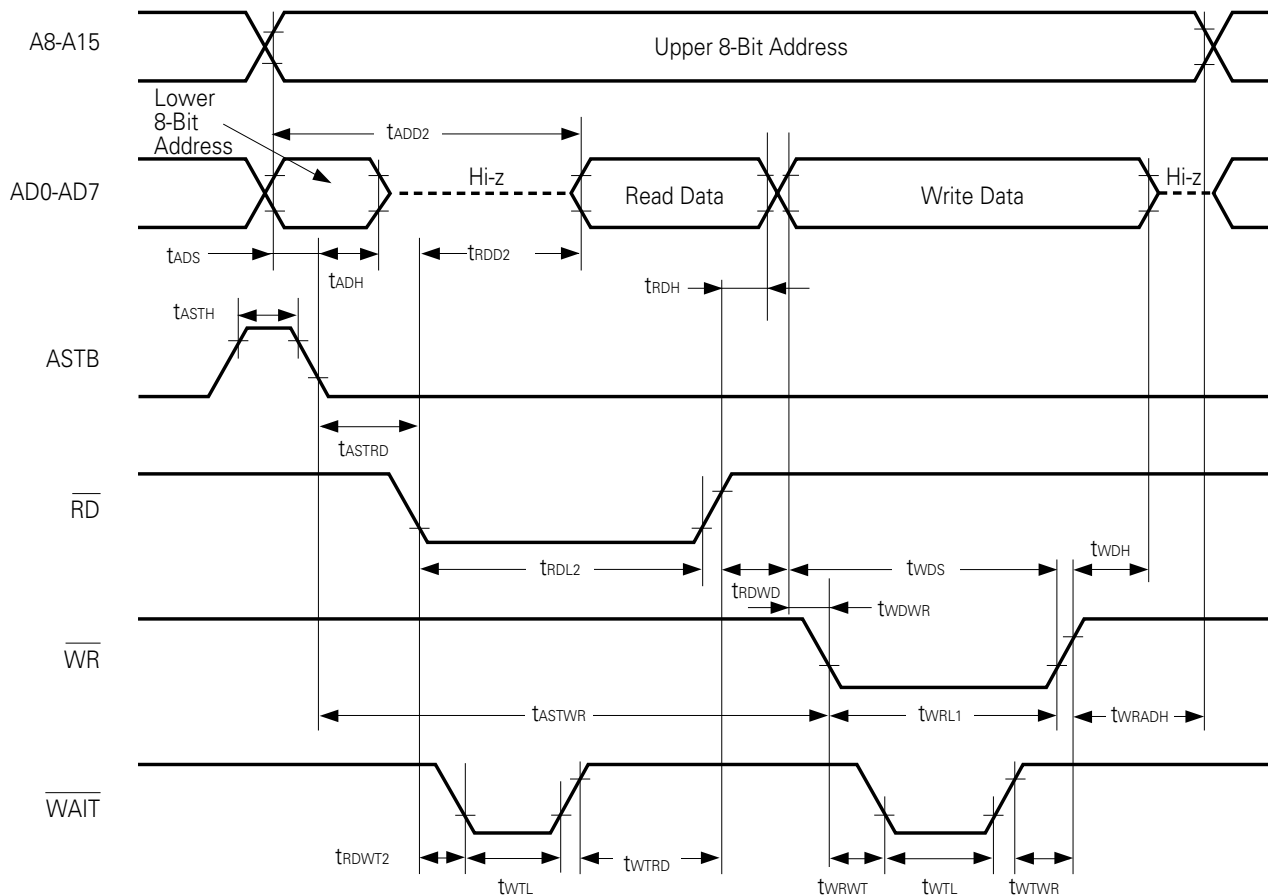 A8-A15
Upper 8-Bit Address
Lower
8-Bit
Address
tADD2
AD0-AD7
Hi-z
Read Data
Write Data
Hi-z
tADS
tADH
tRDD2
tRDH
tASTH
ASTB
tASTRD
RD
tRDL2
tRDWD
tWDS
tWDH
tWDWR
WR
tASTWR
tWRL1
tWRADH
WAIT
tRDWT2
tWTL
tWTRD
tWRWT
tWTL
tWTWR